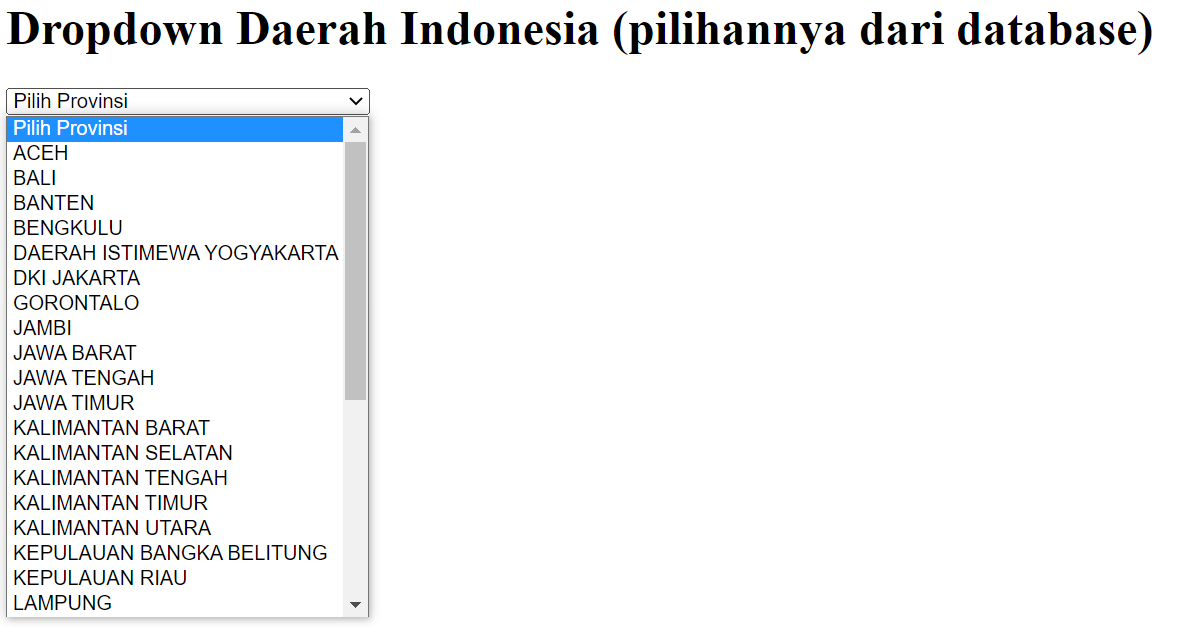 Dropdown Daerah Indonesia (pilihannya dari database)
Pilih Provinsi
Pilih Provinsi
ACEH
BALI
BANTEN
BENGKULU
DAERAH ISTIMEWA YOGYAKARTA
DKI JAKARTA
GORONTALO
JAMBI
JAWA BARAT
JAWA TENGAH
JAWA TIMUR
KALIMANTAN BARAT
KALIMANTAN SELATAN
KALIMANTAN TENGAH
KALIMANTAN TIMUR
KALIMANTAN UTARA
KEPULAUAN BANGKA BELITUNG
KEPULAUAN RIAU
LAMPUNG